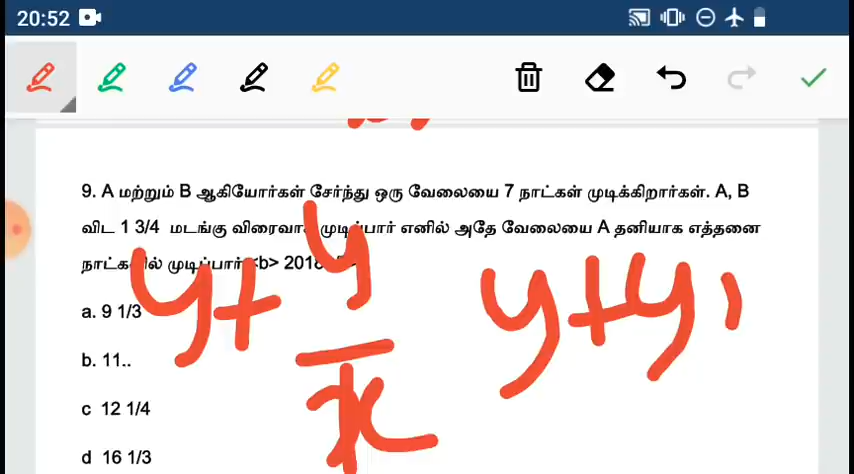 20:52
9. A மற்றும் B ஆகியோர்கள் சேர்ந்து ஒரு வேலையை 7 நாட்கள் முடிக்கிறார்கள். A, B
விட 1 3/4 மடங்கு விரைவாக முடிப்பார் எனில் அதே வேலையை A தனியாக எத்தனை
நாட்களில் முடிப்பார் <b> 2018
y + y/x y + y
a. 9 1/3
b. 11..
c 12 1/4
d 16 1/3